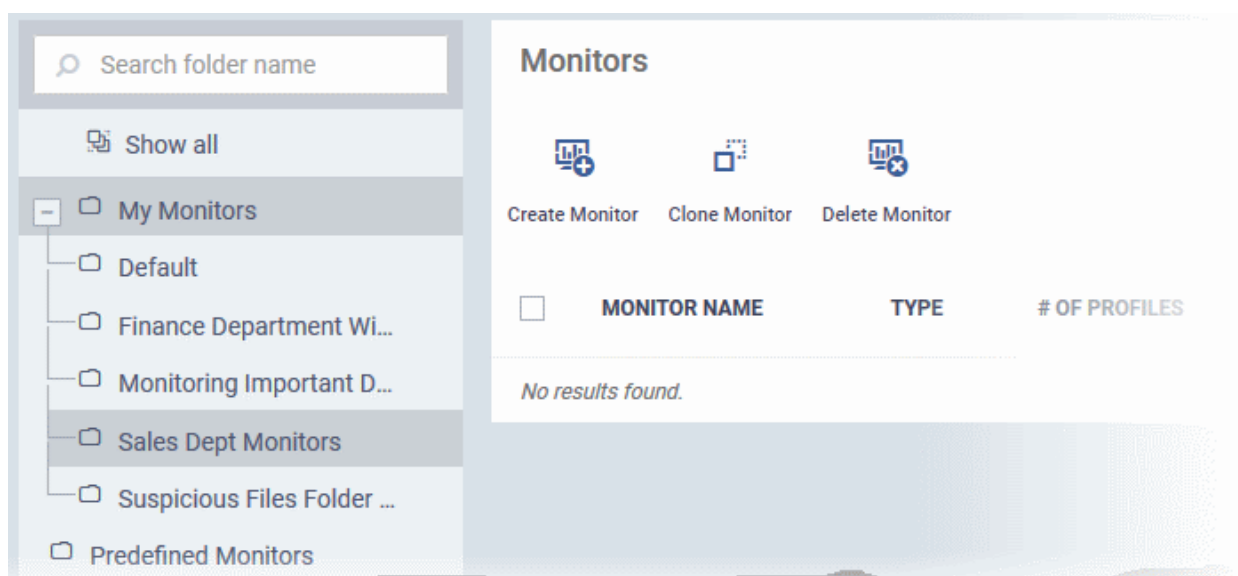 Search folder name
Show all
My Monitors
Default
Finance Department Wi...
Monitoring Important D...
Sales Dept Monitors
Suspicious Files Folder ...
Predefined Monitors
Monitors
Create Monitor Clone Monitor Delete Monitor
MONITOR NAME TYPE # OF PROFILES
No results found.